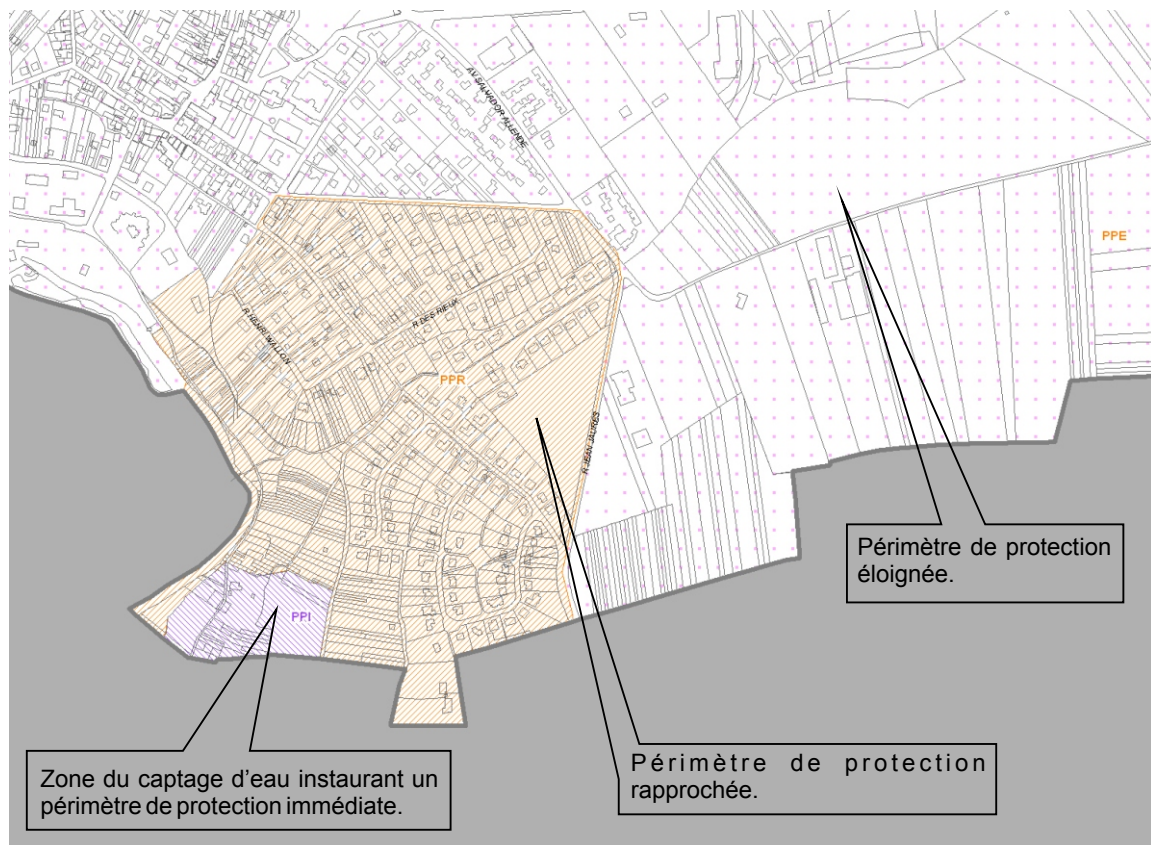 AV SALVADOR ALLENDE
PPE
R HENRI WALLON
R DES RIEUX
PPR
R JEAN JAURES
Périmètre de protection
éloignée.
PPI
Zone du captage d’eau instaurant un
périmètre de protection immédiate.
Périmètre de protection
rapprochée.